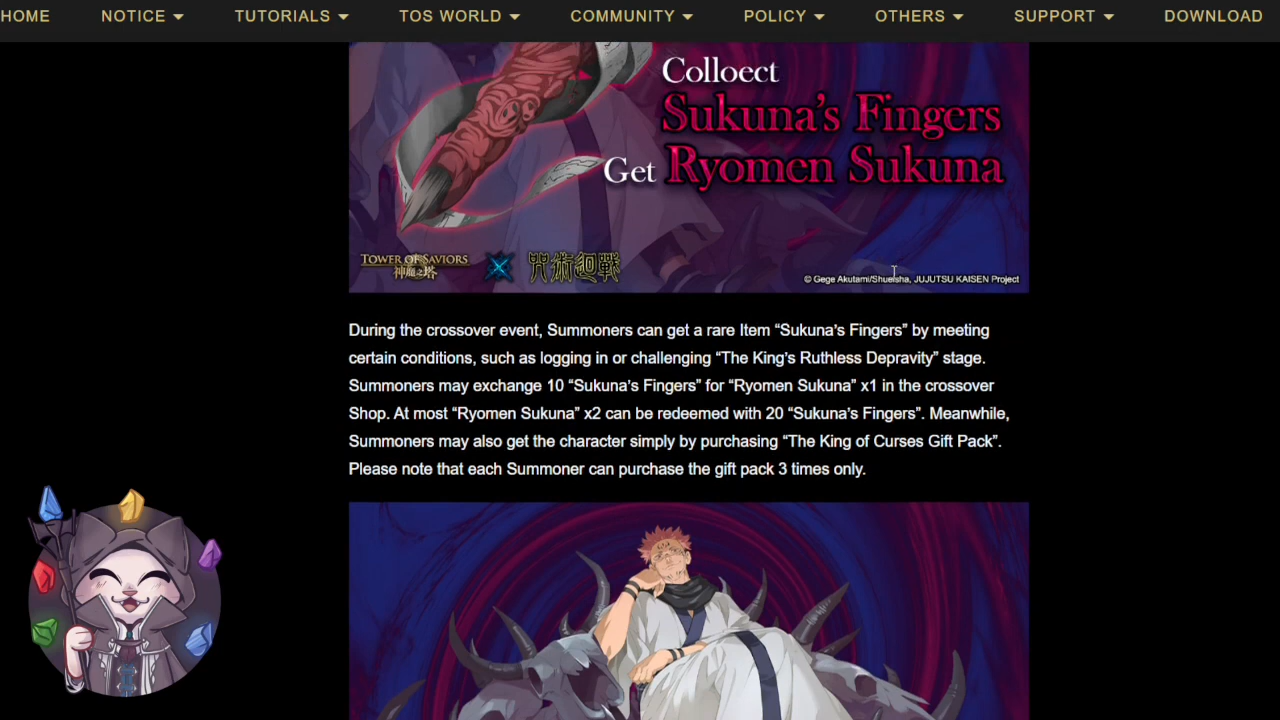 HOME NOTICE TUTORIALS TOS WORLD COMMUNITY POLICY OTHERS SUPPORT DOWNLOAD
Colloect
Sukuna's Fingers
Get Ryomen Sukuna
TOWER OF SAVIORS
神魔之塔
咒術迴戰
© Gege Akutami/Shueisha, JUJUTSU KAISEN Project
During the crossover event, Summoners can get a rare Item “Sukuna’s Fingers” by meeting
certain conditions, such as logging in or challenging “The King’s Ruthless Depravity” stage.
Summoners may exchange 10 “Sukuna’s Fingers” for “Ryomen Sukuna” x1 in the crossover
Shop. At most “Ryomen Sukuna” x2 can be redeemed with 20 “Sukuna’s Fingers”. Meanwhile,
Summoners may also get the character simply by purchasing “The King of Curses Gift Pack”.
Please note that each Summoner can purchase the gift pack 3 times only.